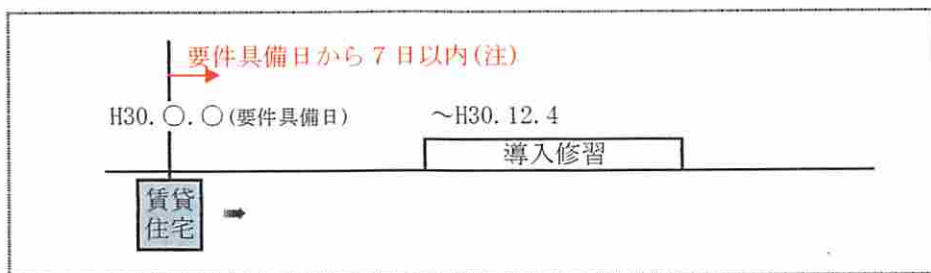 要件具備日から7日以内(注)
H30.○.○(要件具備日)
～H30.12.4
導入修習
賃貸
住宅